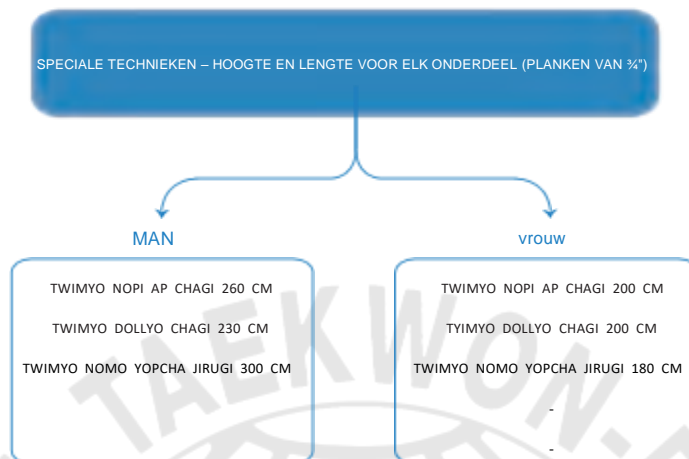 SPECIALE TECHNIEKEN – HOOGTE EN LENGTE VOOR ELK ONDERDEEL (PLANKEN VAN ¾")
MAN
TWIMYO NOPI AP CHAGI 260 CM
TWIMYO DOLLYO CHAGI 230 CM
TWIMYO NOMO YOPCHA JIRUGI 300 CM
vrouw
TWIMYO NOPI AP CHAGI 200 CM
TYIMYO DOLLYO CHAGI 200 CM
TWIMYO NOMO YOPCHA JIRUGI 180 CM
-
-
TAEKWON-